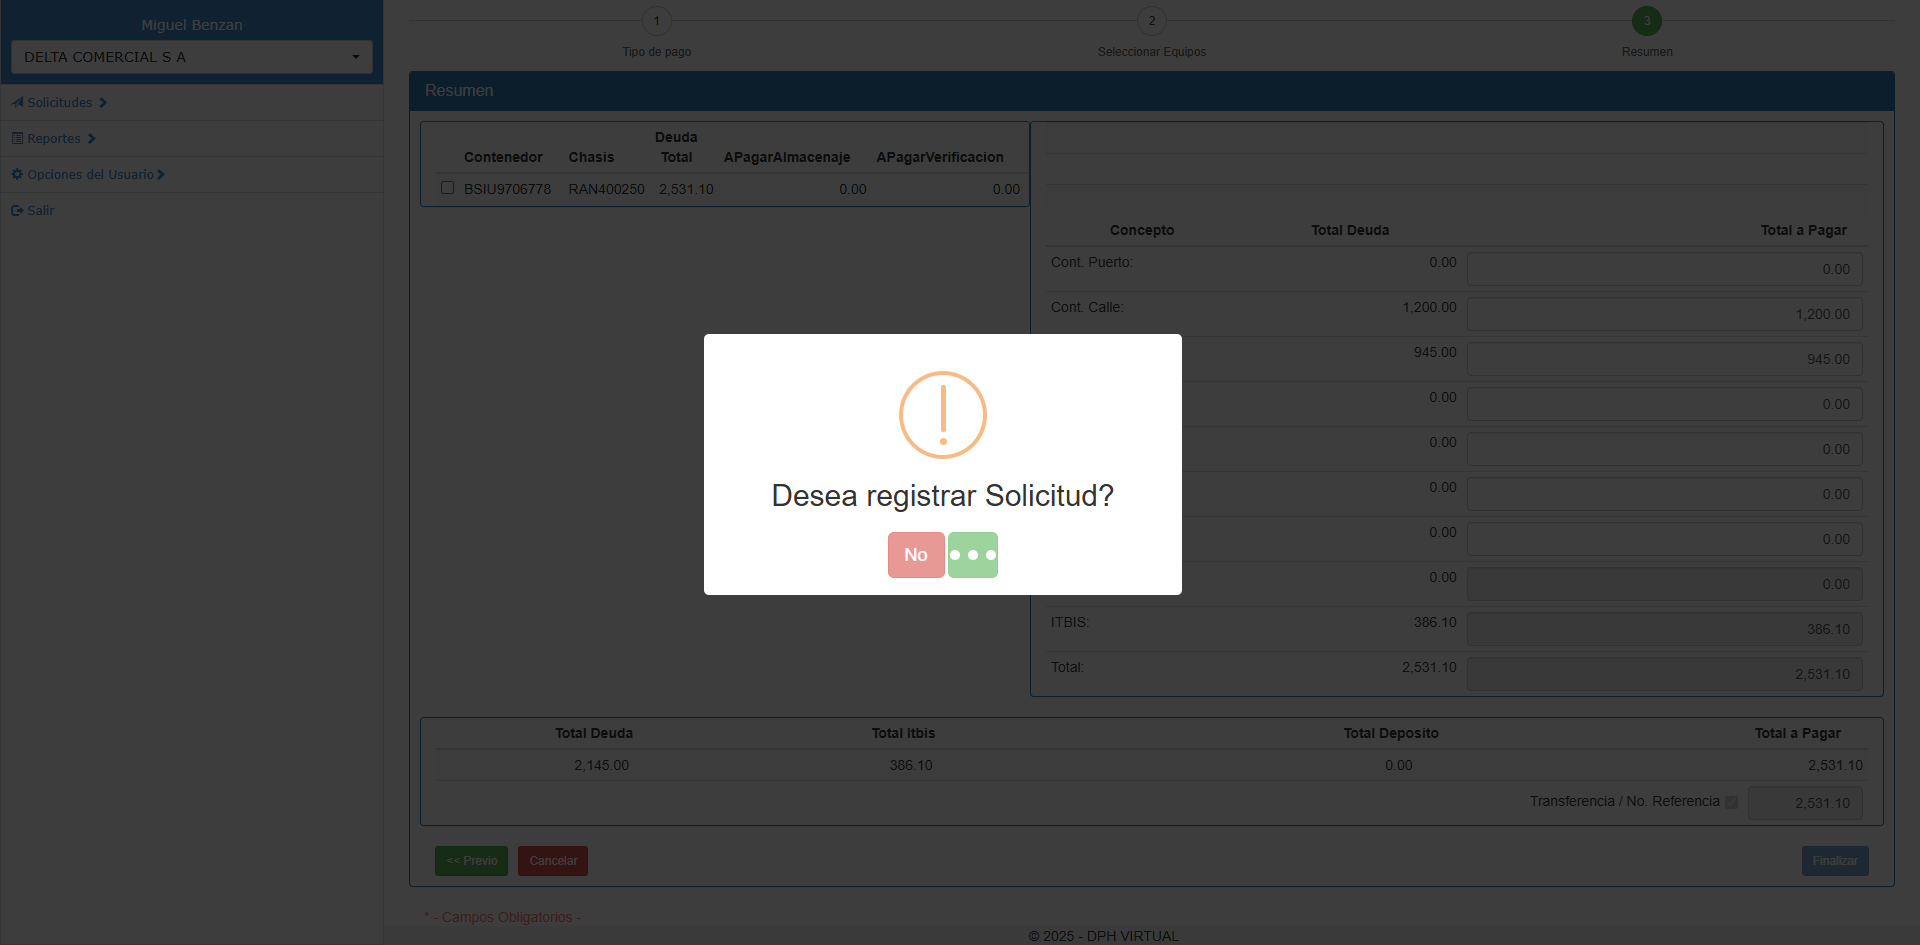 Miguel Benzan
DELTA COMERCIAL S A
Solicitudes
Reportes
Opciones del Usuario
Salir
1
Tipo de pago
2
Seleccionar Equipos
3
Resumen
Resumen
Contenedor Chasis Deuda Total APagarAlmacenaje APagarVerificacion
BSIU9706778 RAN400250 2,531.10 0.00 0.00
Concepto Total Deuda Total a Pagar
Cont. Puerto: 0.00 0.00
Cont. Calle: 1,200.00 1,200.00
945.00 945.00
0.00 0.00
0.00 0.00
0.00 0.00
0.00 0.00
0.00 0.00
ITBIS: 386.10 386.10
Total: 2,531.10 2,531.10
Desea registrar Solicitud?
No
Total Deuda Total Itbis Total Deposito Total a Pagar
2,145.00 386.10 0.00 2,531.10
Transferencia / No. Referencia 2,531.10
<< Previo Cancelar Finalizar
* - Campos Obligatorios -
© 2025 - DPH VIRTUAL